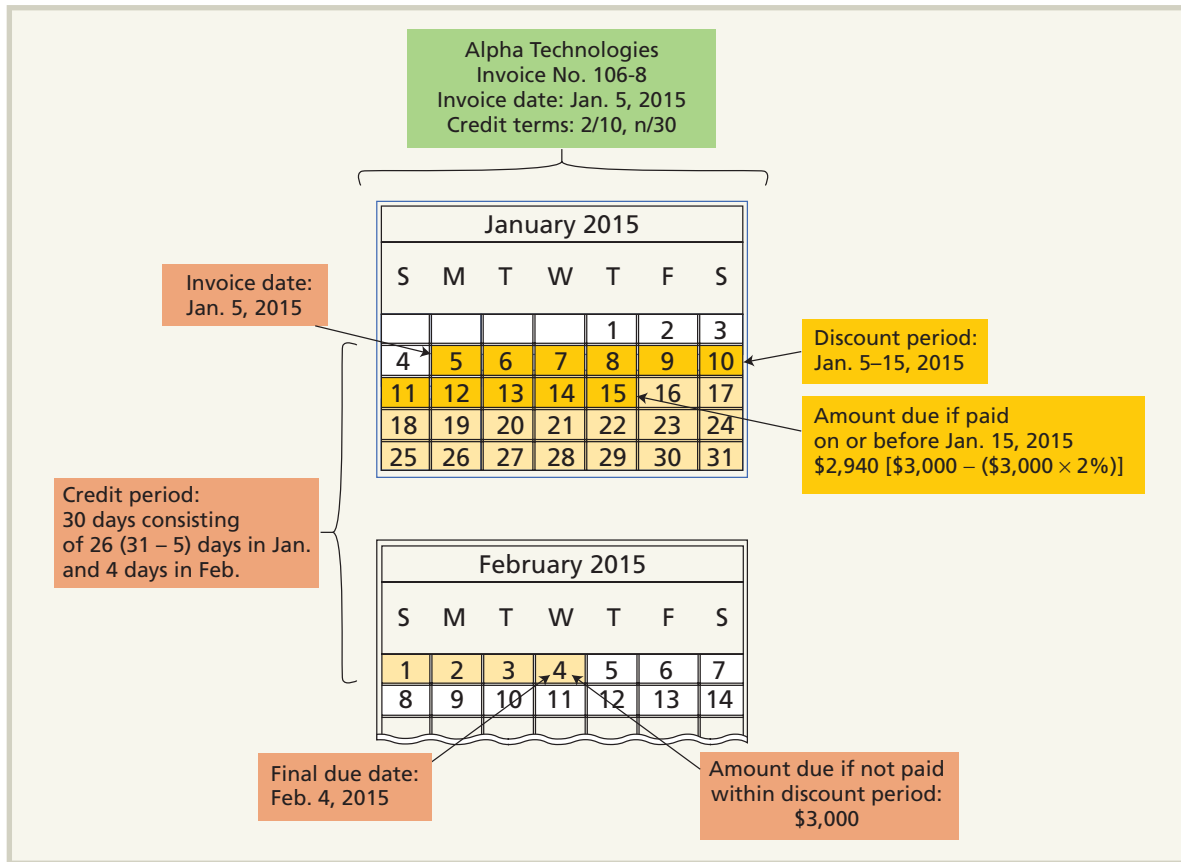 Alpha Technologies
Invoice No. 106-8
Invoice date: Jan. 5, 2015
Credit terms: 2/10, n/30
January 2015
S M T W T F S
Invoice date:
Jan. 5, 2015
1 2 3
4 5 6 7 8 9 10
11 12 13 14 15 16 17
18 19 20 21 22 23 24
25 26 27 28 29 30 31
Discount period:
Jan. 5–15, 2015
Amount due if paid
on or before Jan. 15, 2015
$2,940 [$3,000 – ($3,000 × 2%)]
Credit period:
30 days consisting
of 26 (31 – 5) days in Jan.
and 4 days in Feb.
February 2015
S M T W T F S
1 2 3 4 5 6 7
8 9 10 11 12 13 14
Final due date:
Feb. 4, 2015
Amount due if not paid
within discount period:
$3,000